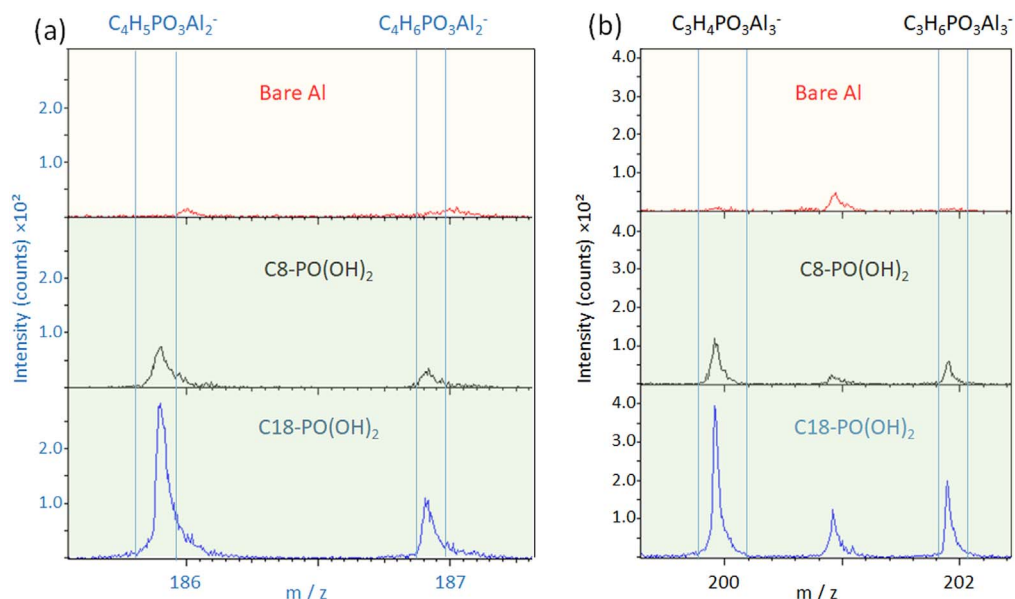 (a)
C₄H₅PO₃Al₂⁻
C₄H₆PO₃Al₂⁻
Intensity (counts) ×10²
Bare Al
2.0
1.0
C8-PO(OH)₂
2.0
1.0
C18-PO(OH)₂
2.0
1.0
186
187
m / z
(b)
C₃H₄PO₃Al₃⁻
C₃H₆PO₃Al₃⁻
Intensity (counts) ×10²
Bare Al
4.0
3.0
2.0
1.0
C8-PO(OH)₂
4.0
3.0
2.0
1.0
C18-PO(OH)₂
4.0
3.0
2.0
1.0
200
202
m / z